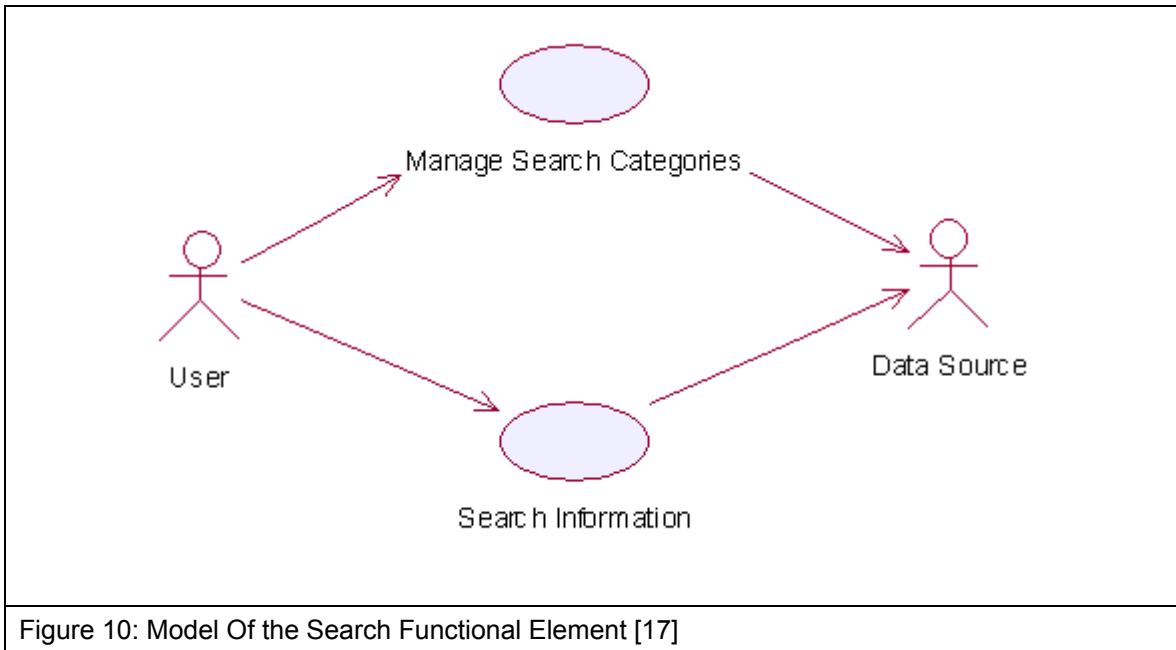 Manage Search Categories
User
Data Source
Search Information
Figure 10: Model Of the Search Functional Element [17]